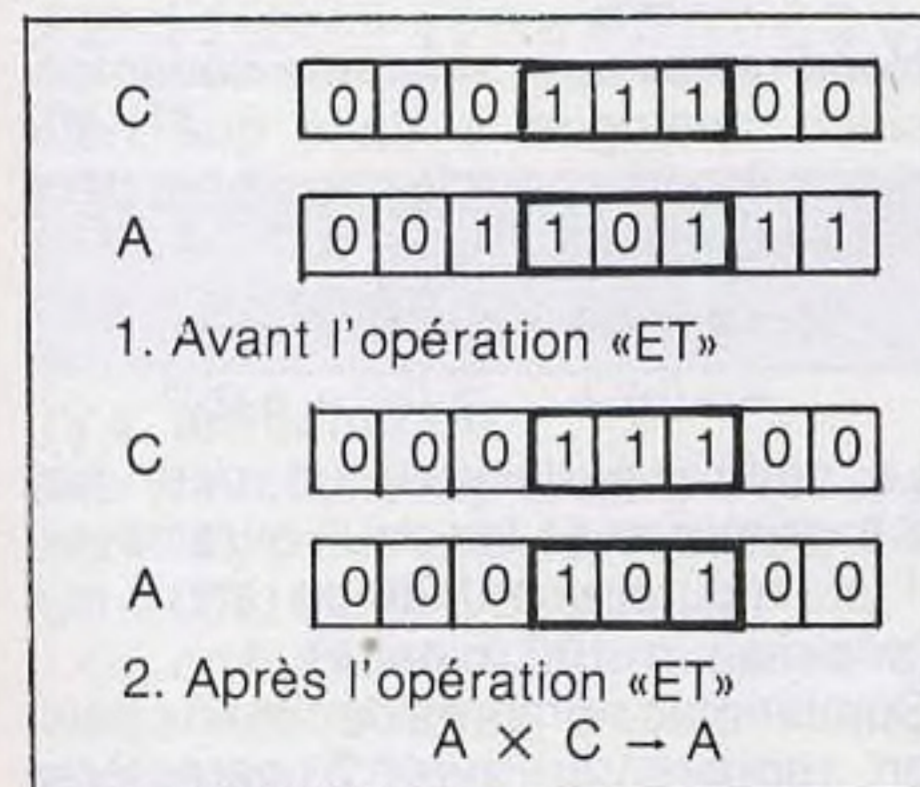 C 0 0 0 1 1 1 0 0
A 0 0 1 1 0 1 1 1
1. Avant l'opération «ET»
C 0 0 0 1 1 1 0 0
A 0 0 0 1 0 1 0 0
2. Après l'opération «ET»
A × C → A